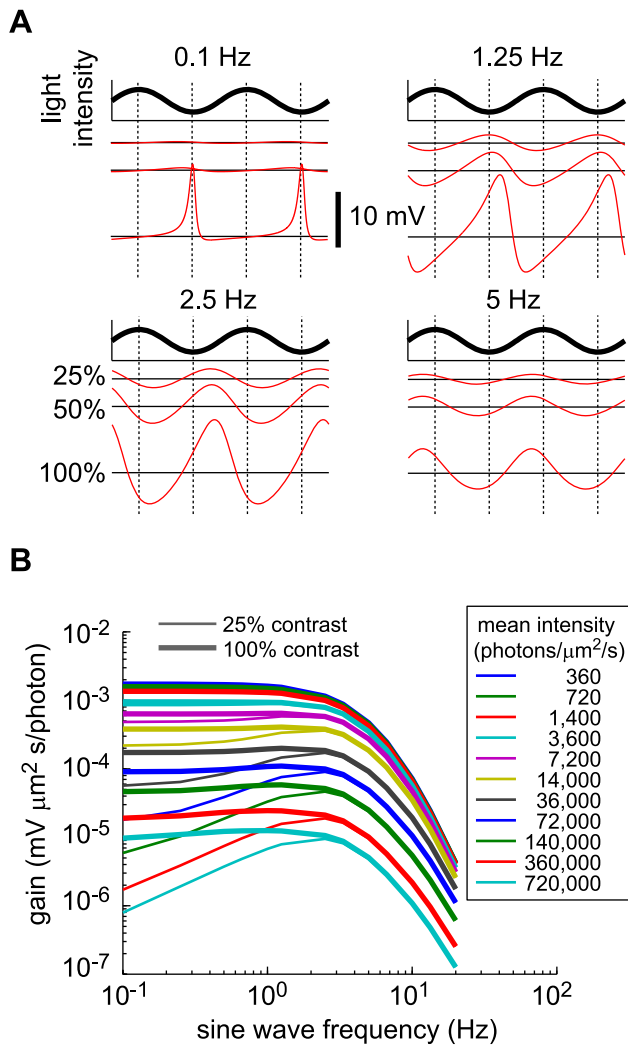 A
0.1 Hz
1.25 Hz
light intensity
10 mV
2.5 Hz
5 Hz
25%
50%
100%
B
25% contrast
100% contrast
mean intensity
(photons/μm²/s)
360
720
1,400
3,600
7,200
14,000
36,000
72,000
140,000
360,000
720,000
gain (mV μm² s/photon)
10⁻²
10⁻³
10⁻⁴
10⁻⁵
10⁻⁶
10⁻⁷
10⁻¹
10⁰
10¹
10²
sine wave frequency (Hz)